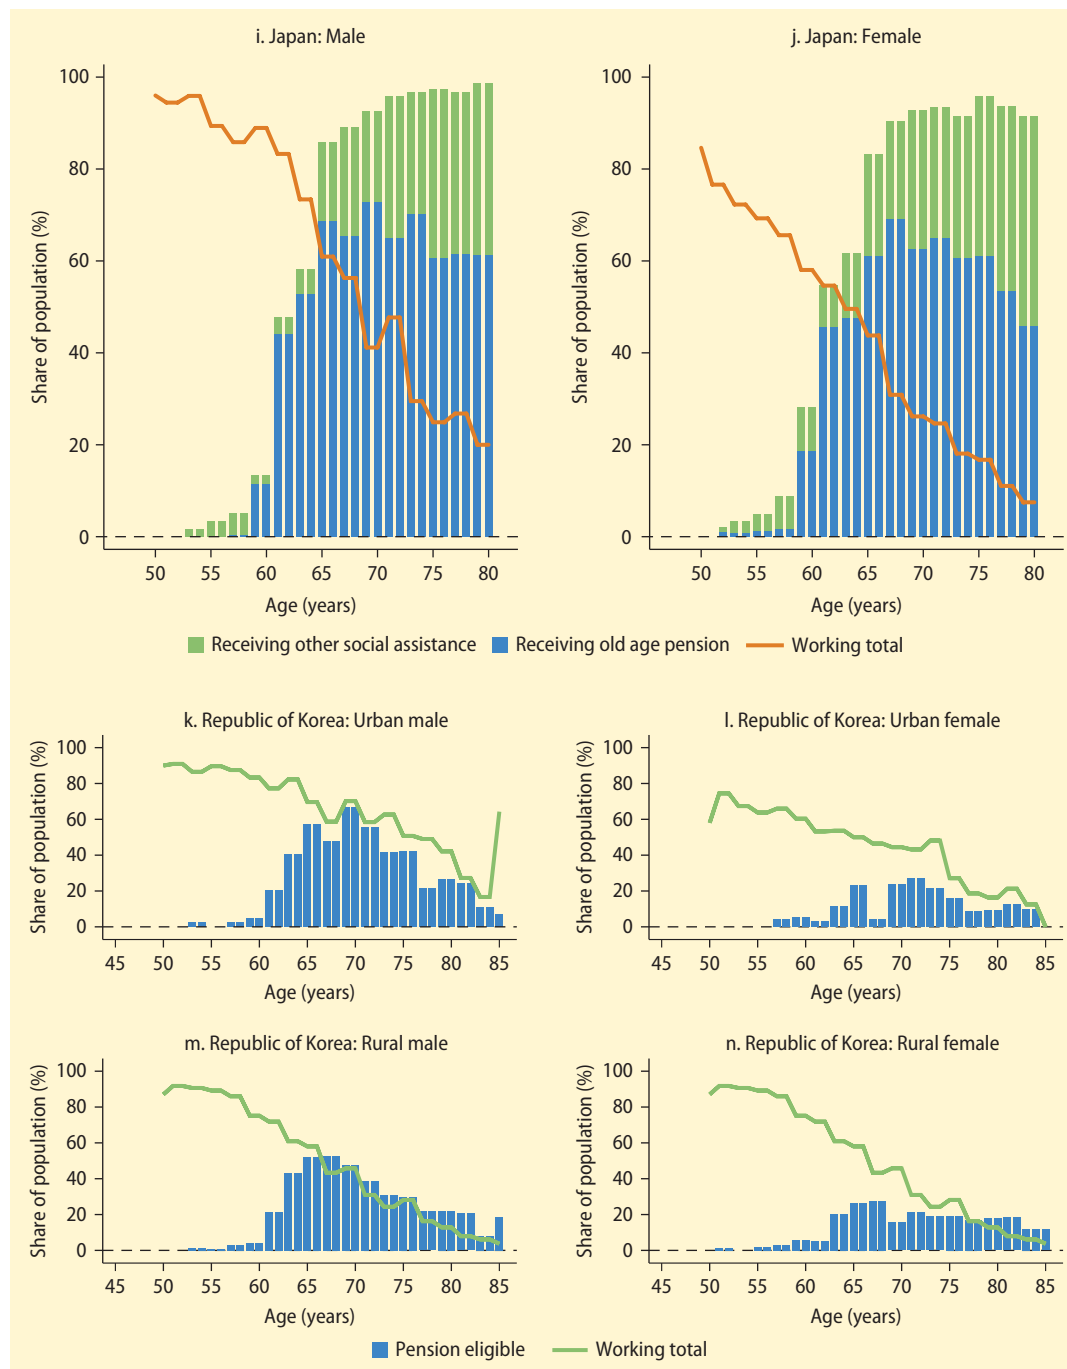 i. Japan: Male
100
80
60
40
20
0
Share of population (%)
50 55 60 65 70 75 80
Age (years)
j. Japan: Female
100
80
60
40
20
0
Share of population (%)
50 55 60 65 70 75 80
Age (years)
Receiving other social assistance Receiving old age pension Working total
k. Republic of Korea: Urban male
100
80
60
40
20
0
Share of population (%)
45 50 55 60 65 70 75 80 85
Age (years)
l. Republic of Korea: Urban female
100
80
60
40
20
0
Share of population (%)
45 50 55 60 65 70 75 80 85
Age (years)
m. Republic of Korea: Rural male
100
80
60
40
20
0
Share of population (%)
45 50 55 60 65 70 75 80 85
Age (years)
n. Republic of Korea: Rural female
100
80
60
40
20
0
Share of population (%)
45 50 55 60 65 70 75 80 85
Age (years)
Pension eligible Working total